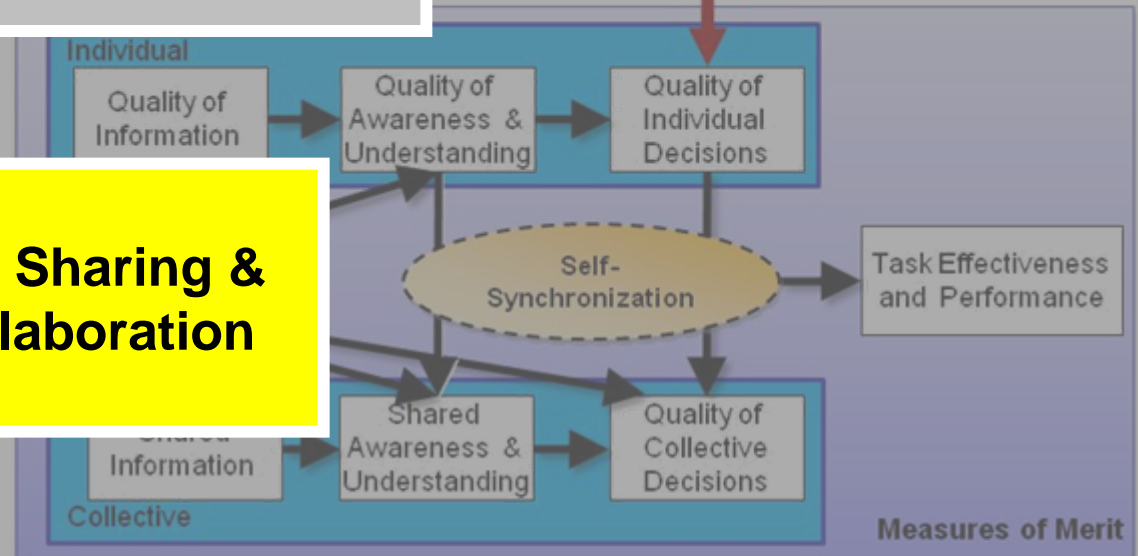 Individual
Quality of
Information
Quality of
Awareness &
Understanding
Quality of
Individual
Decisions
Sharing &
laboration
Self-
Synchronization
Task Effectiveness
and Performance
Information
Shared
Awareness &
Understanding
Quality of
Collective
Decisions
Collective
Measures of Merit